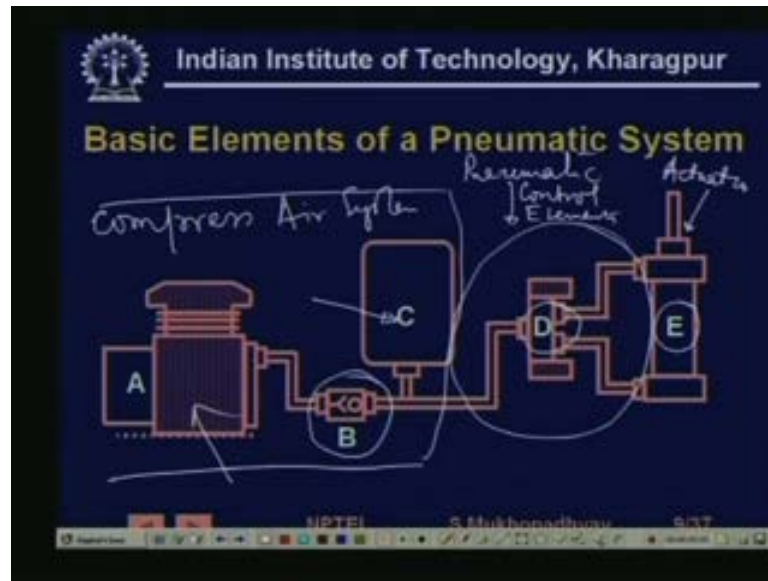 Indian Institute of Technology, Kharagpur
Basic Elements of a Pneumatic System
Pneumatic
Control
Elements
Actuator
Compress Air System
A
B
C
D
E
NPTEL S.Mukhopadhyay 9/37